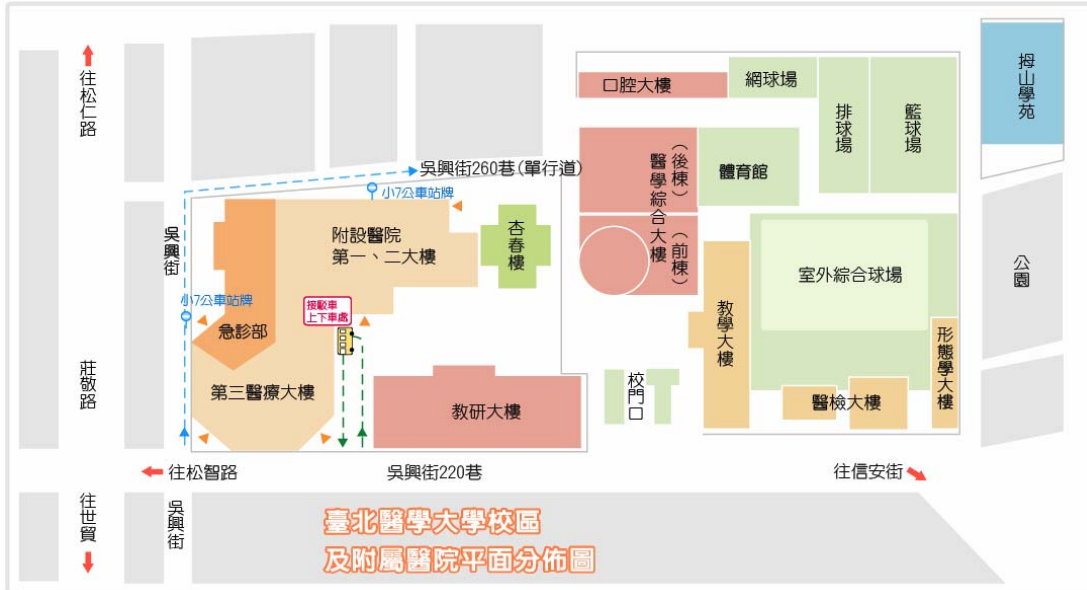 往松仁路
口腔大樓
網球場
排球場
籃球場
拇山學苑
吳興街260巷(單行道)
小7公車站牌
(後棟)
醫學綜合大樓
(前棟)
體育館
吳興街
附設醫院
第一、二大樓
杏春樓
室外綜合球場
公園
小7公車站牌
接駁車
上下車處
急診部
教學大樓
形態學大樓
莊敬路
第三醫療大樓
教研大樓
校門口
醫檢大樓
往松智路
吳興街220巷
往信安街
往世貿
吳興街
臺北醫學大學校區
及附屬醫院平面分佈圖